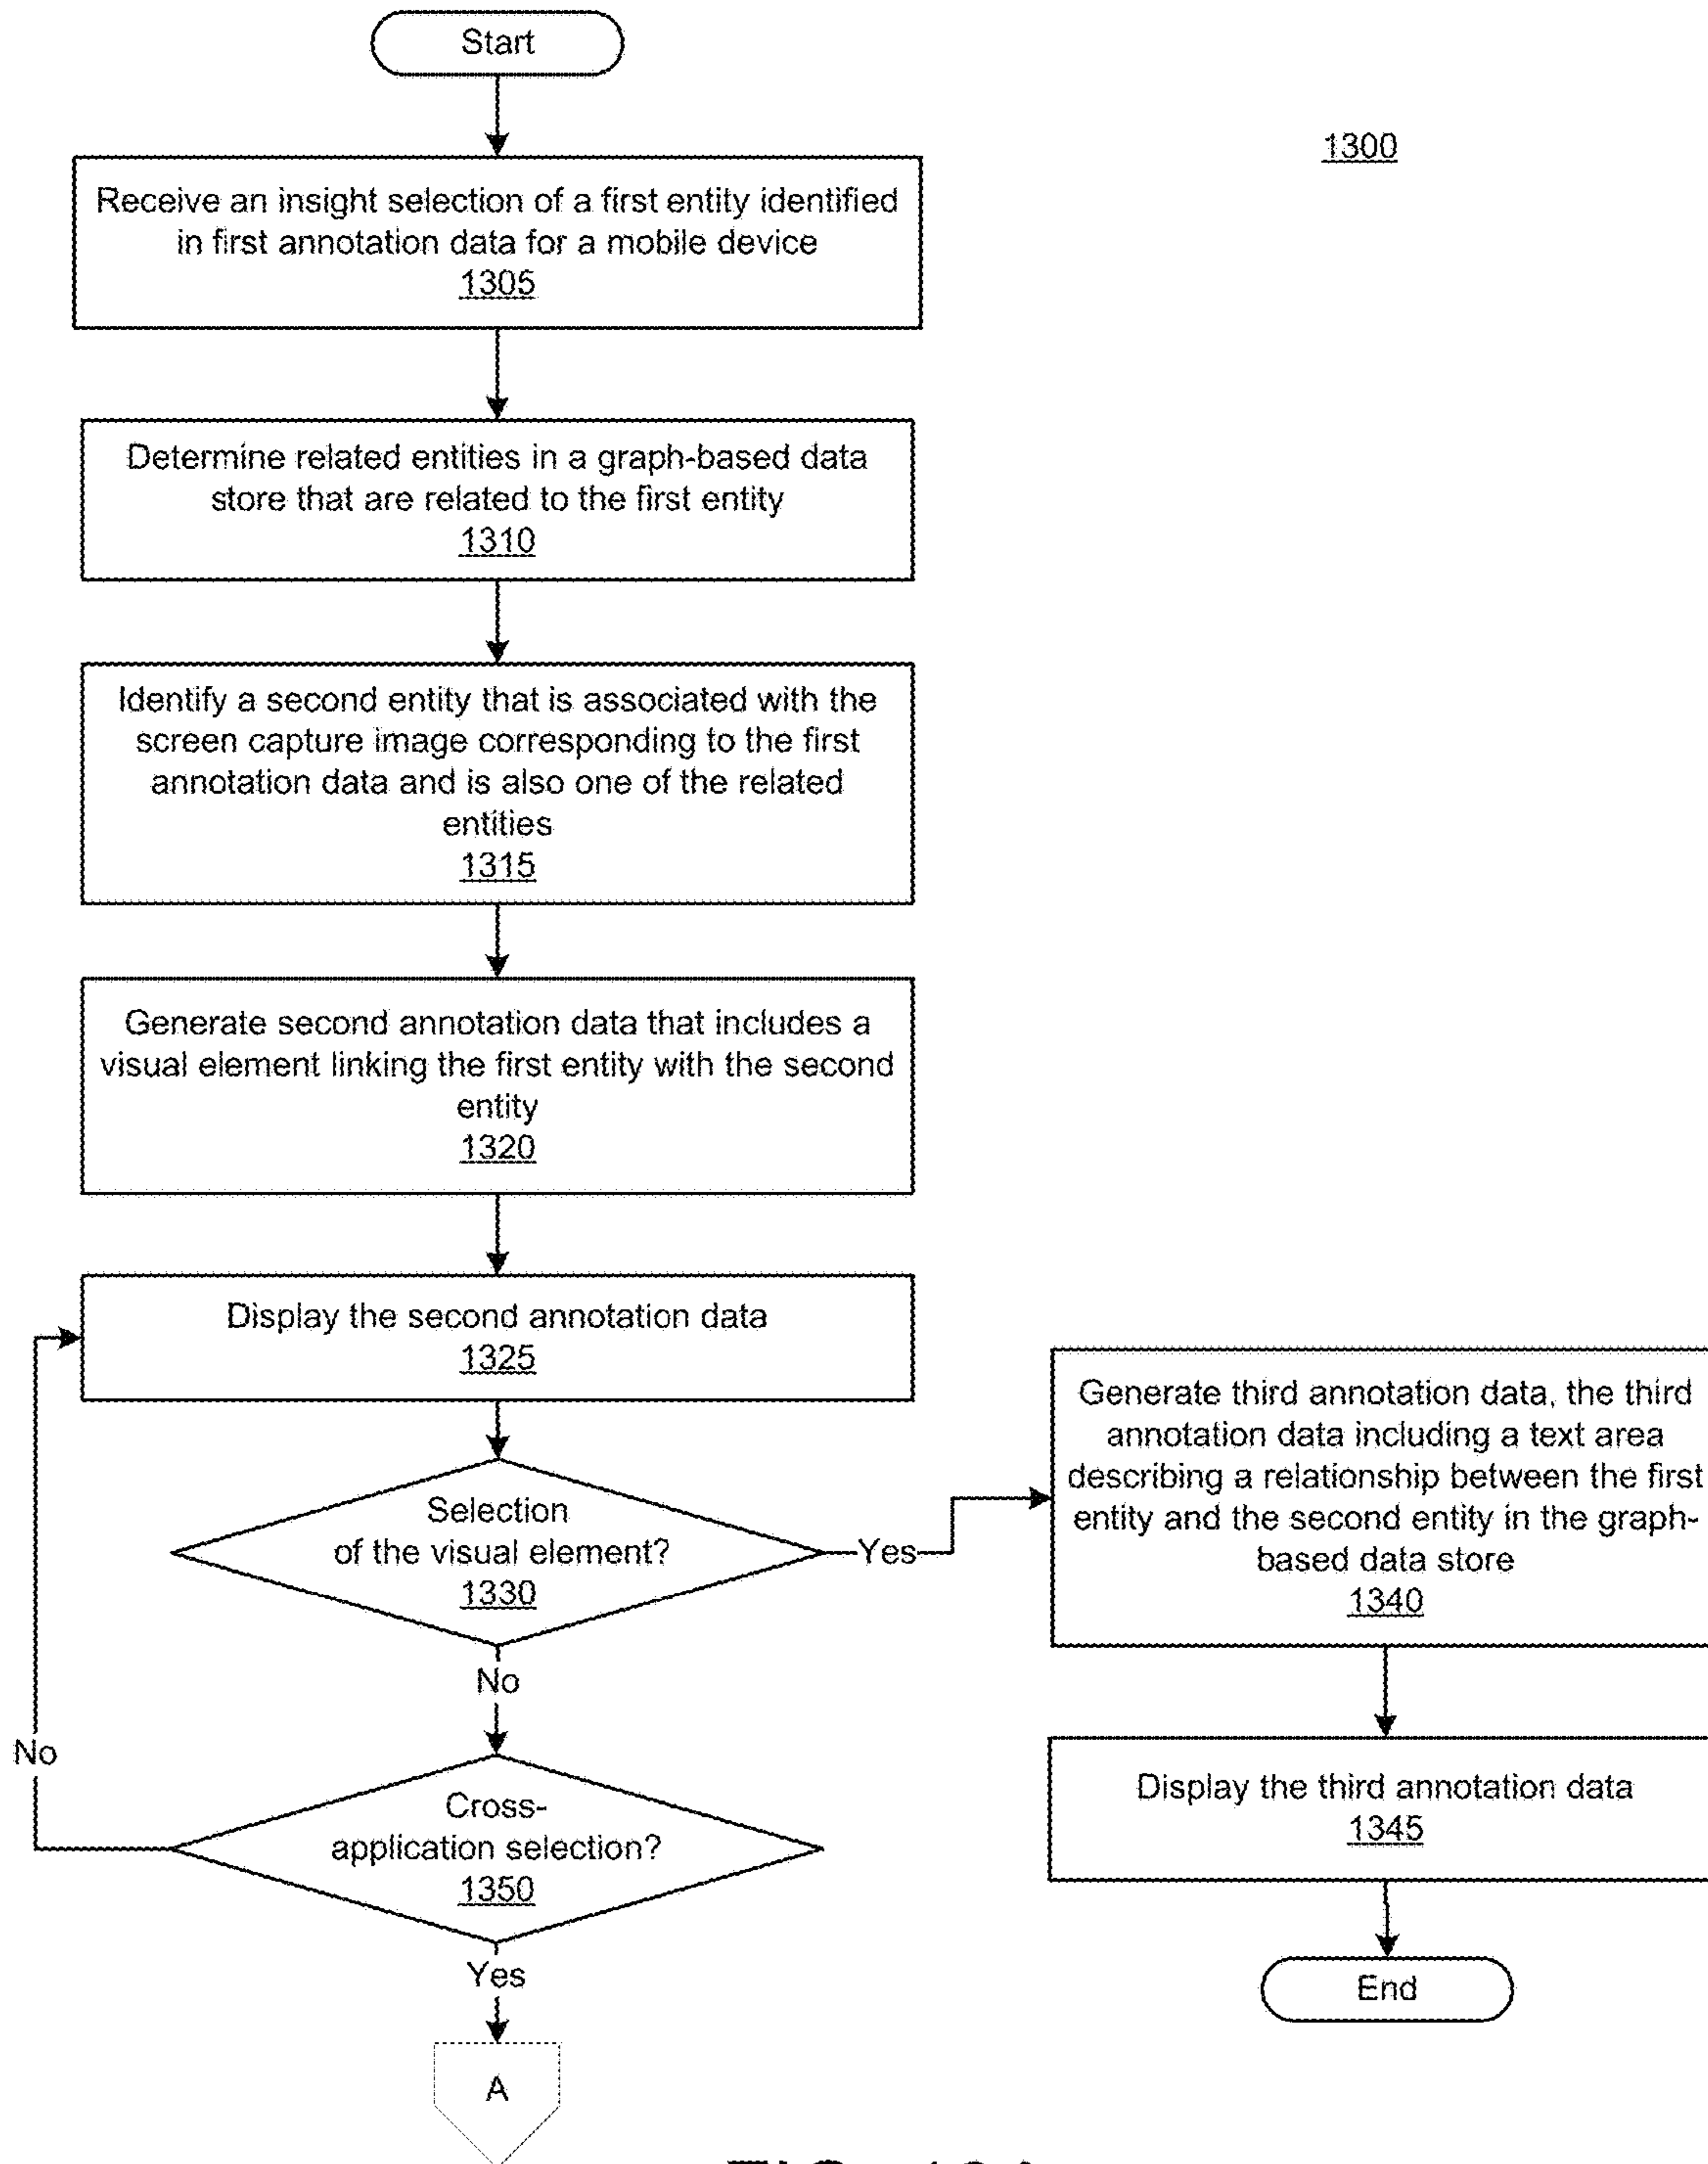 Start
1300
Receive an insight selection of a first entity identified
in first annotation data for a mobile device
1305
Determine related entities in a graph-based data
store that are related to the first entity
1310
Identify a second entity that is associated with the
screen capture image corresponding to the first
annotation data and is also one of the related
entities
1315
Generate second annotation data that includes a
visual element linking the first entity with the second
entity
1320
Display the second annotation data
1325
Selection
of the visual element?
1330
Yes
No
Generate third annotation data, the third
annotation data including a text area
describing a relationship between the first
entity and the second entity in the graph-
based data store
1340
Display the third annotation data
1345
End
Cross-
application selection?
1350
No
Yes
A